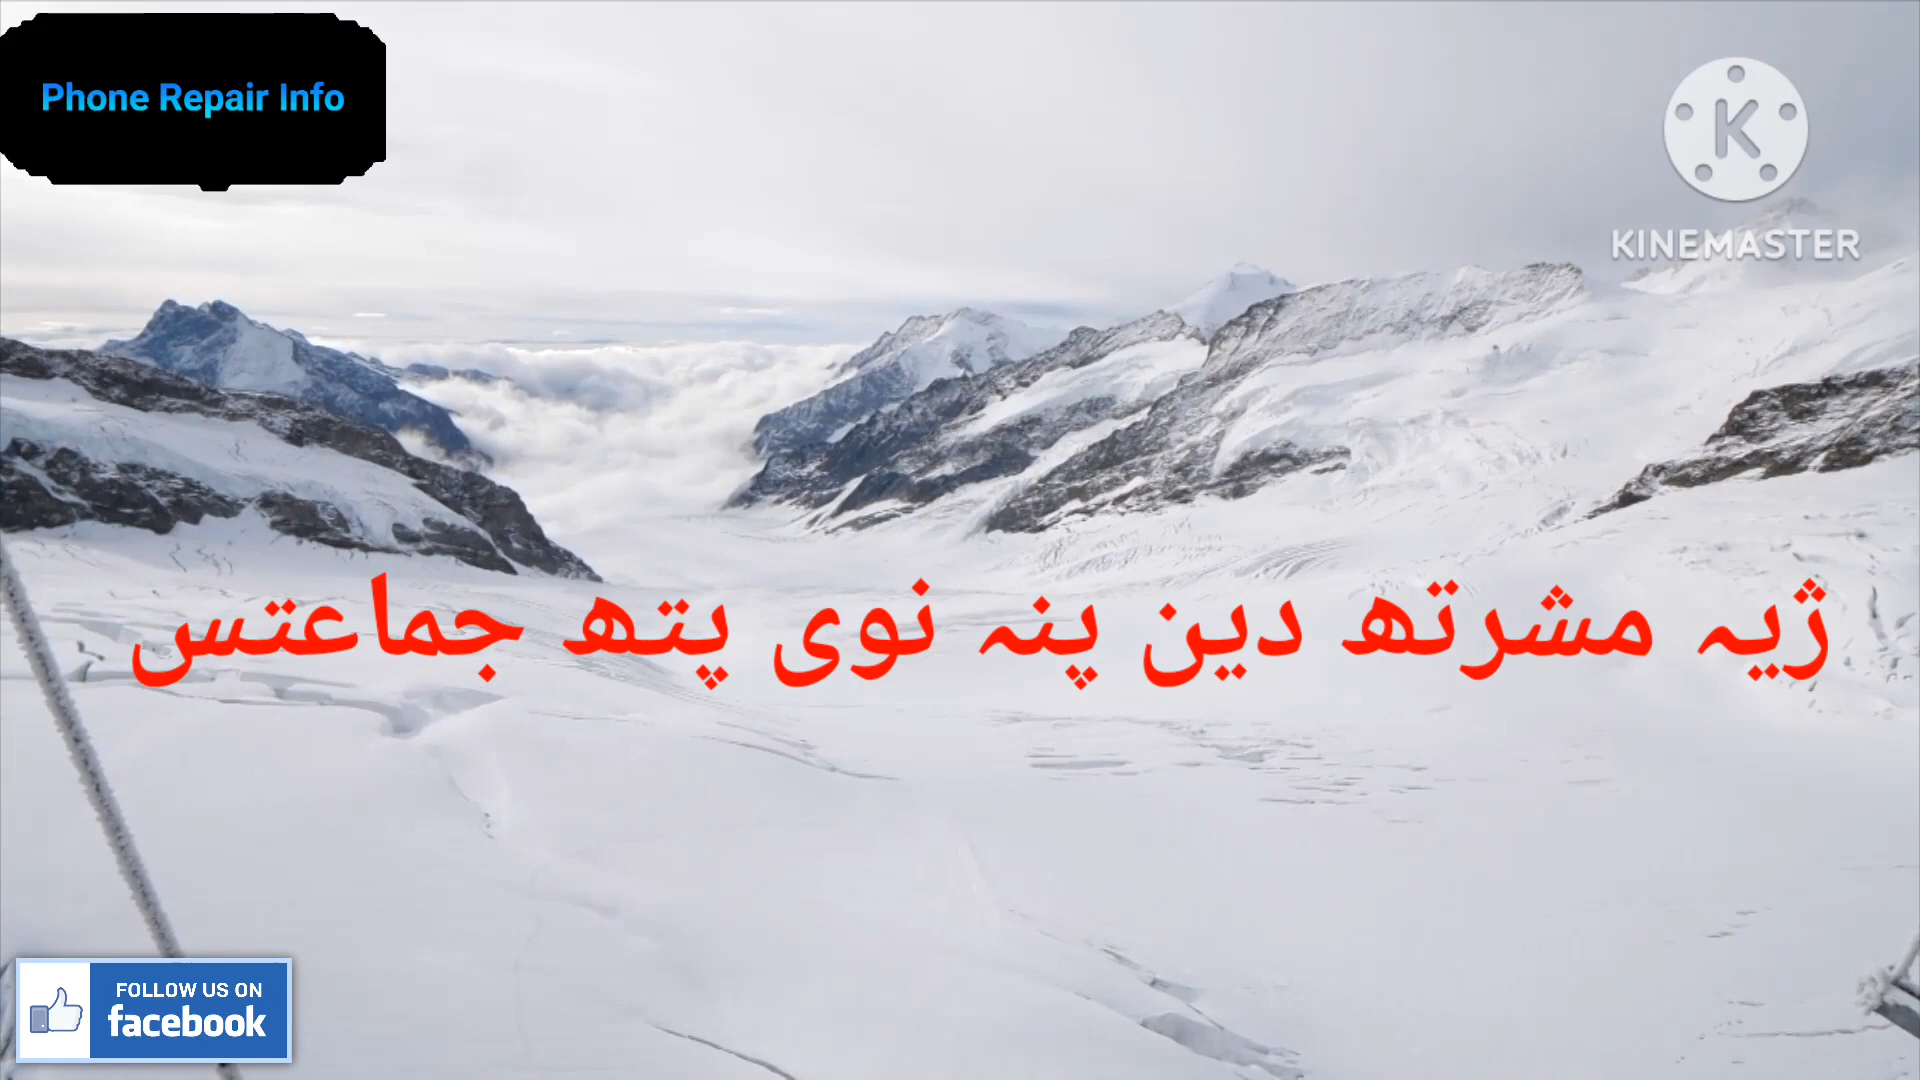 Phone Repair Info
KINEMASTER
ژیہ مشرتھ دین پنہ نوی پتھ جماعتس
FOLLOW US ON
facebook